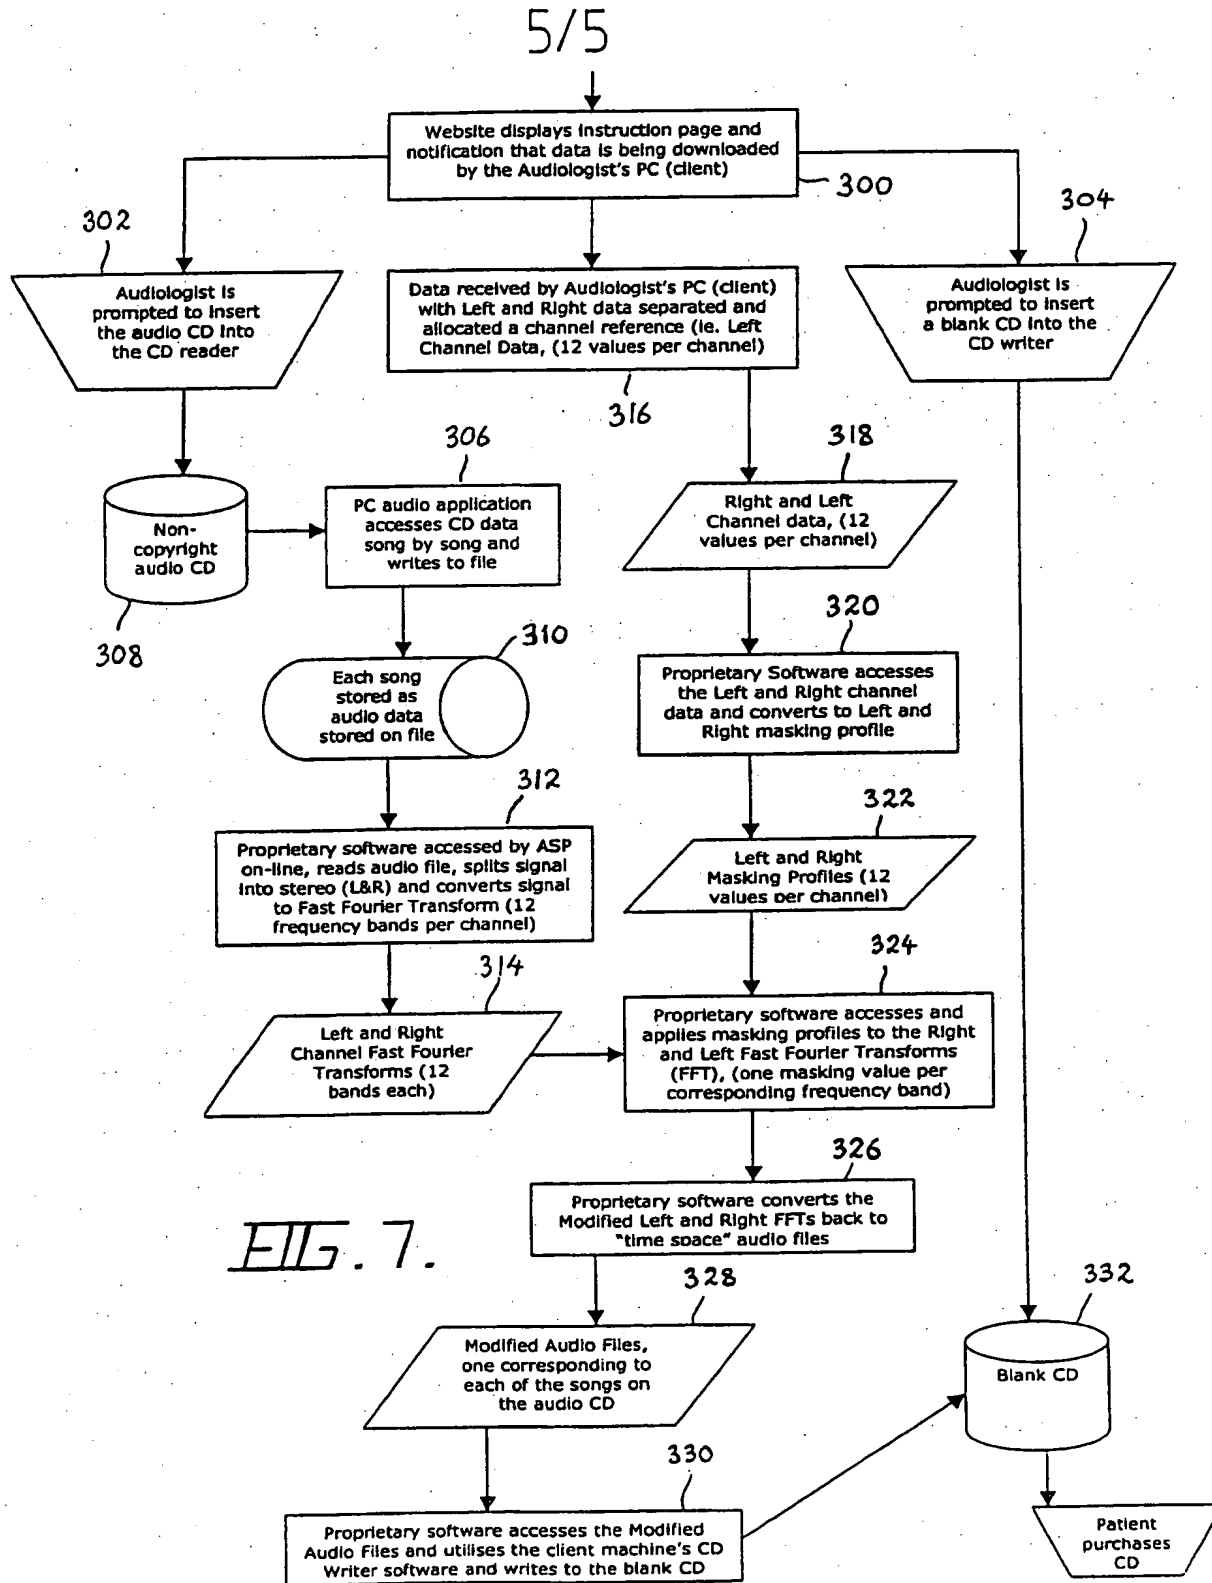 5/5
Website displays instruction page and
notification that data is being downloaded
by the Audiologist's PC (client)
300
302
304
Audiologist is
prompted to insert
the audio CD into
the CD reader
Data received by Audiologist's PC (client)
with Left and Right data separated and
allocated a channel reference (ie. Left
Channel Data, (12 values per channel)
Audiologist is
prompted to insert
a blank CD into the
CD writer
316
306
318
Non-
copyright
audio CD
308
PC audio application
accesses CD data
song by song and
writes to file
Right and Left
Channel data, (12
values per channel)
310
320
Each song
stored as
audio data
stored on file
Proprietary Software accesses
the Left and Right channel
data and converts to Left and
Right masking profile
312
322
Proprietary software accessed by ASP
on-line, reads audio file, splits signal
into stereo (L&R) and converts signal
to Fast Fourier Transform (12
frequency bands per channel)
Left and Right
Masking Profiles (12
values per channel)
314
324
Left and Right
Channel Fast Fourier
Transforms (12
bands each)
Proprietary software accesses and
applies masking profiles to the Right
and Left Fast Fourier Transforms
(FFT), (one masking value per
corresponding frequency band)
326
Proprietary software converts the
Modified Left and Right FFTs back to
"time space" audio files
FIG. 7.
328
332
Modified Audio Files,
one corresponding to
each of the songs on
the audio CD
Blank CD
330
Proprietary software accesses the Modified
Audio Files and utilises the client machine's CD
Writer software and writes to the blank CD
Patient
purchases
CD